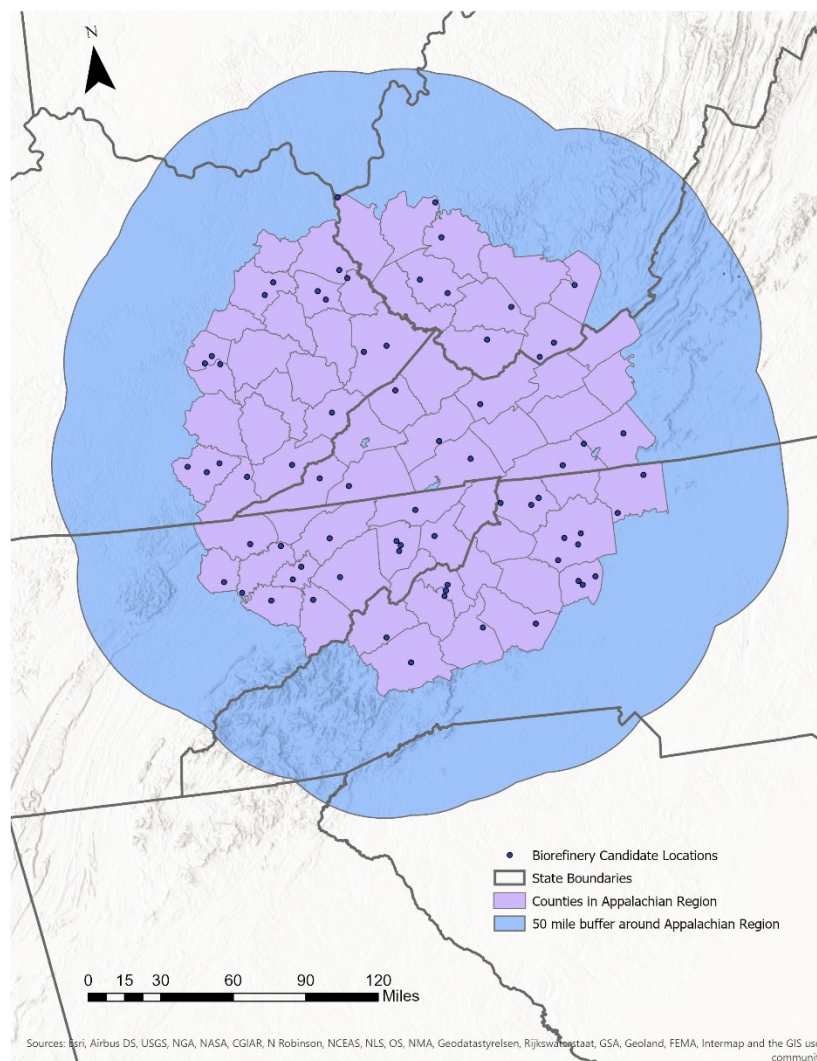 N
Biorefinery Candidate Locations
State Boundaries
Counties in Appalachian Region
50 mile buffer around Appalachian Region
0 15 30 60 90 120
Miles
Sources: Esri, Airbus DS, USGS, NGA, NASA, CGIAR, N Robinson, NCEAS, NLS, OS, NMA, Geodatastyrelsen, Rijkswaterstaat, GSA, Geoland, FEMA, Intermap and the GIS use
communit